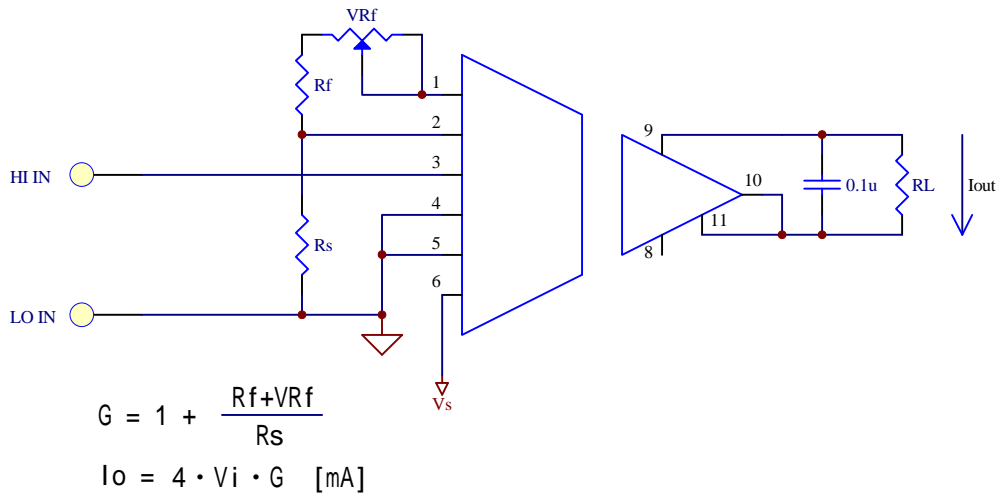 VRf
Rf
1
2
HI IN
3
4
Rs
5
6
LO IN
Vs
9
10
11
8
0.1u
RL
Iout
G = 1 + Rf+VRf
Rs
Io = 4・Vi・G [mA]